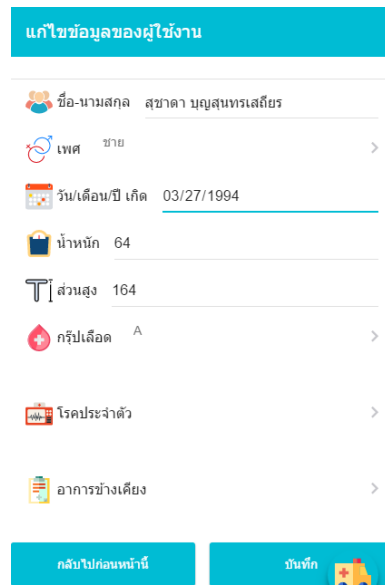 แก้ไขข้อมูลของผู้ใช้งาน
ชื่อ-นามสกุล สุชาดา บุญสุนทรเสถียร
เพศ ชาย
วัน/เดือน/ปี เกิด 03/27/1994
น้ำหนัก 64
ส่วนสูง 164
กรุ๊ปเลือด A
โรคประจำตัว
อาการข้างเคียง
กลับไปก่อนหน้านี้ บันทึก